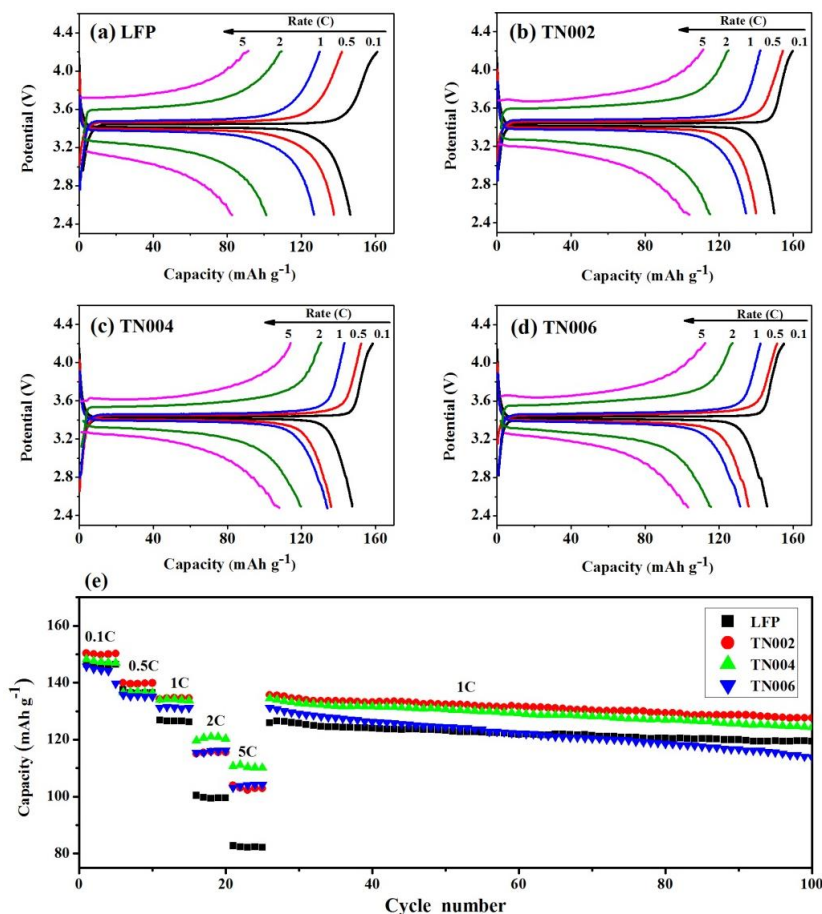 (a) LFP
Rate (C)
5 2 1 0.5 0.1
4.4
4.0
3.6
3.2
2.8
2.4
Potential (V)
0 40 80 120 160
Capacity (mAh g⁻¹)
(b) TN002
Rate (C)
5 2 1 0.5 0.1
4.4
4.0
3.6
3.2
2.8
2.4
Potential (V)
0 40 80 120 160
Capacity (mAh g⁻¹)
(c) TN004
Rate (C)
5 2 1 0.5 0.1
4.4
4.0
3.6
3.2
2.8
2.4
Potential (V)
0 40 80 120 160
Capacity (mAh g⁻¹)
(d) TN006
Rate (C)
5 2 1 0.5 0.1
4.4
4.0
3.6
3.2
2.8
2.4
Potential (V)
0 40 80 120 160
Capacity (mAh g⁻¹)
(e)
170
160
140
120
100
80
Capacity (mAh g⁻¹)
0.1C
0.5C
1C
2C
5C
1C
LFP
TN002
TN004
TN006
0 20 40 60 80 100
Cycle number